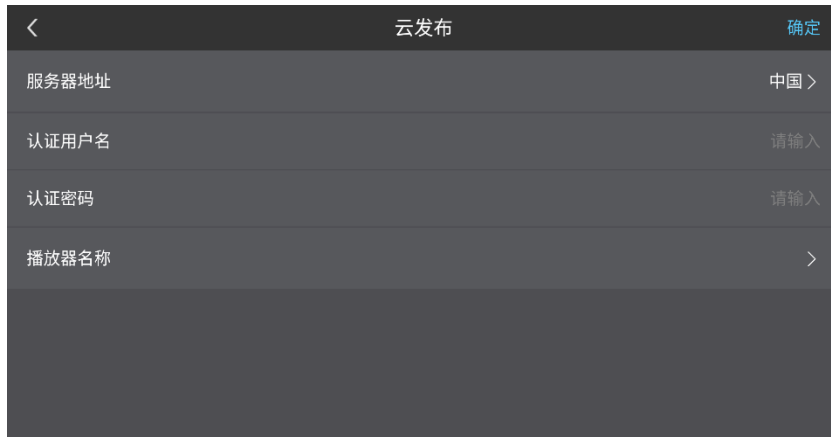 云发布
确定
服务器地址
中国
认证用户名
请输入
认证密码
请输入
播放器名称